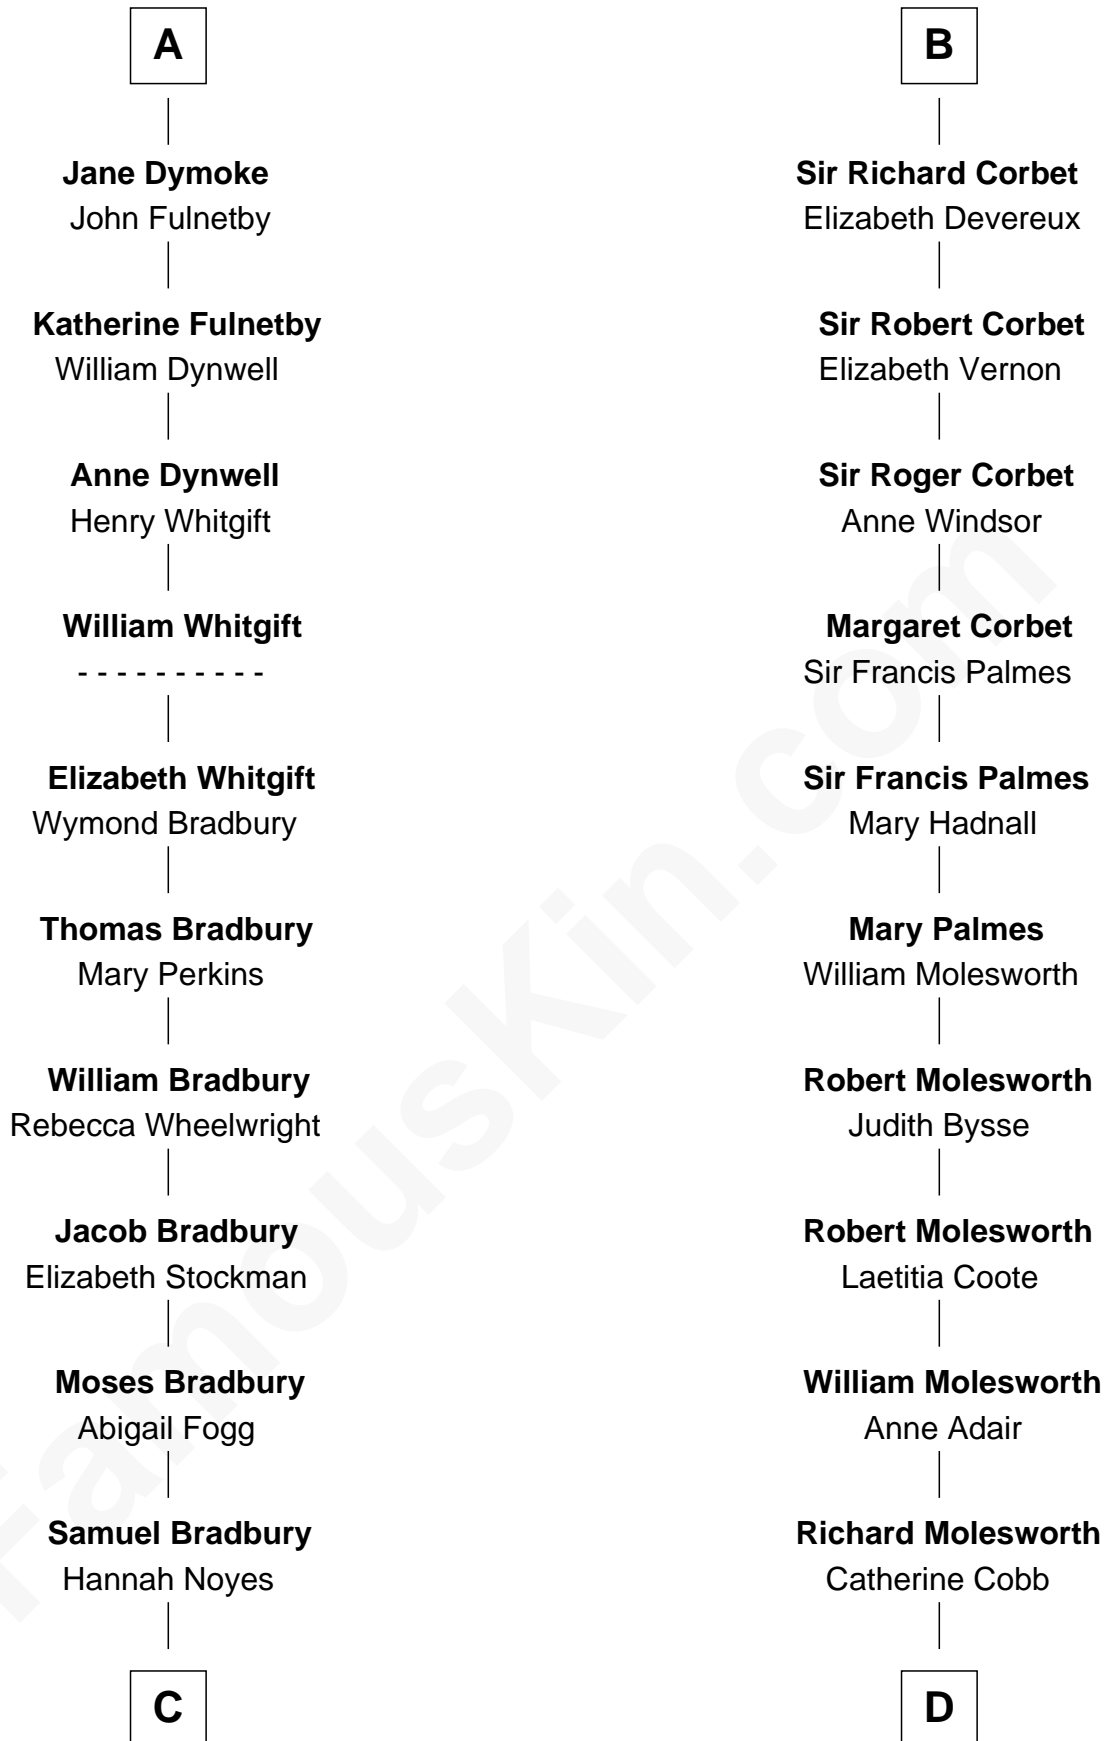 A
Jane Dymoke
John Fulnetby
Katherine Fulnetby
William Dynwell
Anne Dynwell
Henry Whitgift
William Whitgift
- - - - - - - - - -
Elizabeth Whitgift
Wymond Bradbury
Thomas Bradbury
Mary Perkins
William Bradbury
Rebecca Wheelwright
Jacob Bradbury
Elizabeth Stockman
Moses Bradbury
Abigail Fogg
Samuel Bradbury
Hannah Noyes
C
B
Sir Richard Corbet
Elizabeth Devereux
Sir Robert Corbet
Elizabeth Vernon
Sir Roger Corbet
Anne Windsor
Margaret Corbet
Sir Francis Palmes
Sir Francis Palmes
Mary Hadnall
Mary Palmes
William Molesworth
Robert Molesworth
Judith Bysse
Robert Molesworth
Laetitia Coote
William Molesworth
Anne Adair
Richard Molesworth
Catherine Cobb
D
FamousKin.com